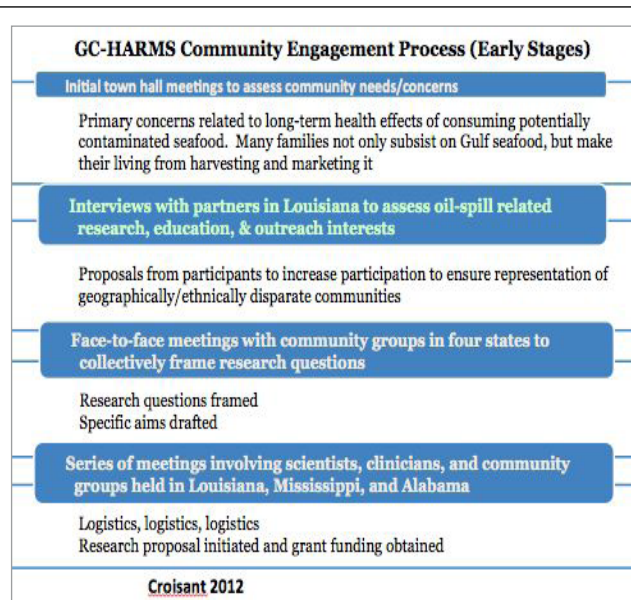 GC-HARMS Community Engagement Process (Early Stages)
Initial town hall meetings to assess community needs/concerns
Primary concerns related to long-term health effects of consuming potentially
contaminated seafood. Many families not only subsist on Gulf seafood, but make
their living from harvesting and marketing it
Interviews with partners in Louisiana to assess oil-spill related
research, education, & outreach interests
Proposals from participants to increase participation to ensure representation of
geographically/ethnically disparate communities
Face-to-face meetings with community groups in four states to
collectively frame research questions
Research questions framed
Specific aims drafted
Series of meetings involving scientists, clinicians, and community
groups held in Louisiana, Mississippi, and Alabama
Logistics, logistics, logistics
Research proposal initiated and grant funding obtained
Croisant 2012